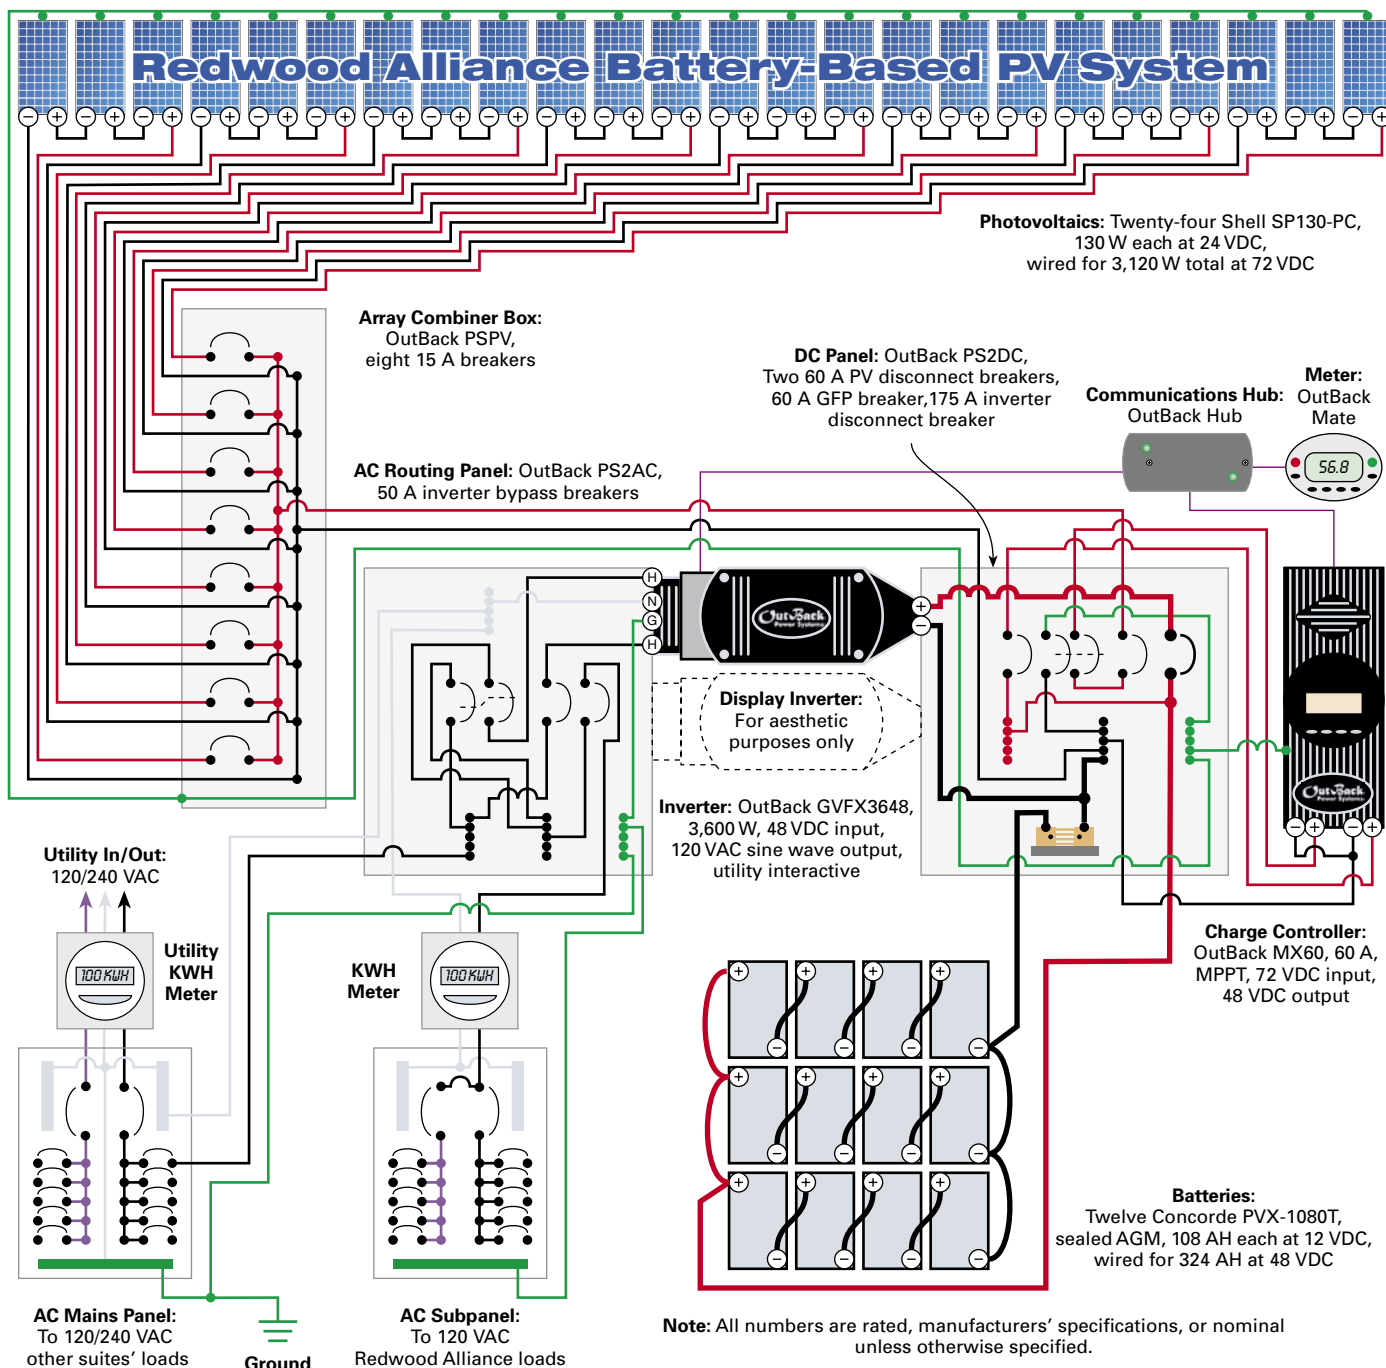 Redwood Alliance Battery-Based PV System
Photovoltaics: Twenty-four Shell SP130-PC,
130 W each at 24 VDC,
wired for 3,120 W total at 72 VDC
Array Combiner Box:
OutBack PSPV,
eight 15 A breakers
DC Panel: OutBack PS2DC,
Two 60 A PV disconnect breakers,
60 A GFP breaker,175 A inverter
disconnect breaker
Communications Hub:
OutBack Hub
Meter:
OutBack
Mate
56.8
AC Routing Panel: OutBack PS2AC,
50 A inverter bypass breakers
H
N
G
H
OutBack
Power Systems
Display Inverter:
For aesthetic
purposes only
Inverter: OutBack GVFX3648,
3,600 W, 48 VDC input,
120 VAC sine wave output,
utility interactive
OutBack
Power Systems
Utility In/Out:
120/240 VAC
Utility
KWH
Meter
100 KWH
KWH
Meter
100 KWH
Charge Controller:
OutBack MX60, 60 A,
MPPT, 72 VDC input,
48 VDC output
Batteries:
Twelve Concorde PVX-1080T,
sealed AGM, 108 AH each at 12 VDC,
wired for 324 AH at 48 VDC
AC Mains Panel:
To 120/240 VAC
other suites' loads
Ground
AC Subpanel:
To 120 VAC
Redwood Alliance loads
Note: All numbers are rated, manufacturers' specifications, or nominal
unless otherwise specified.